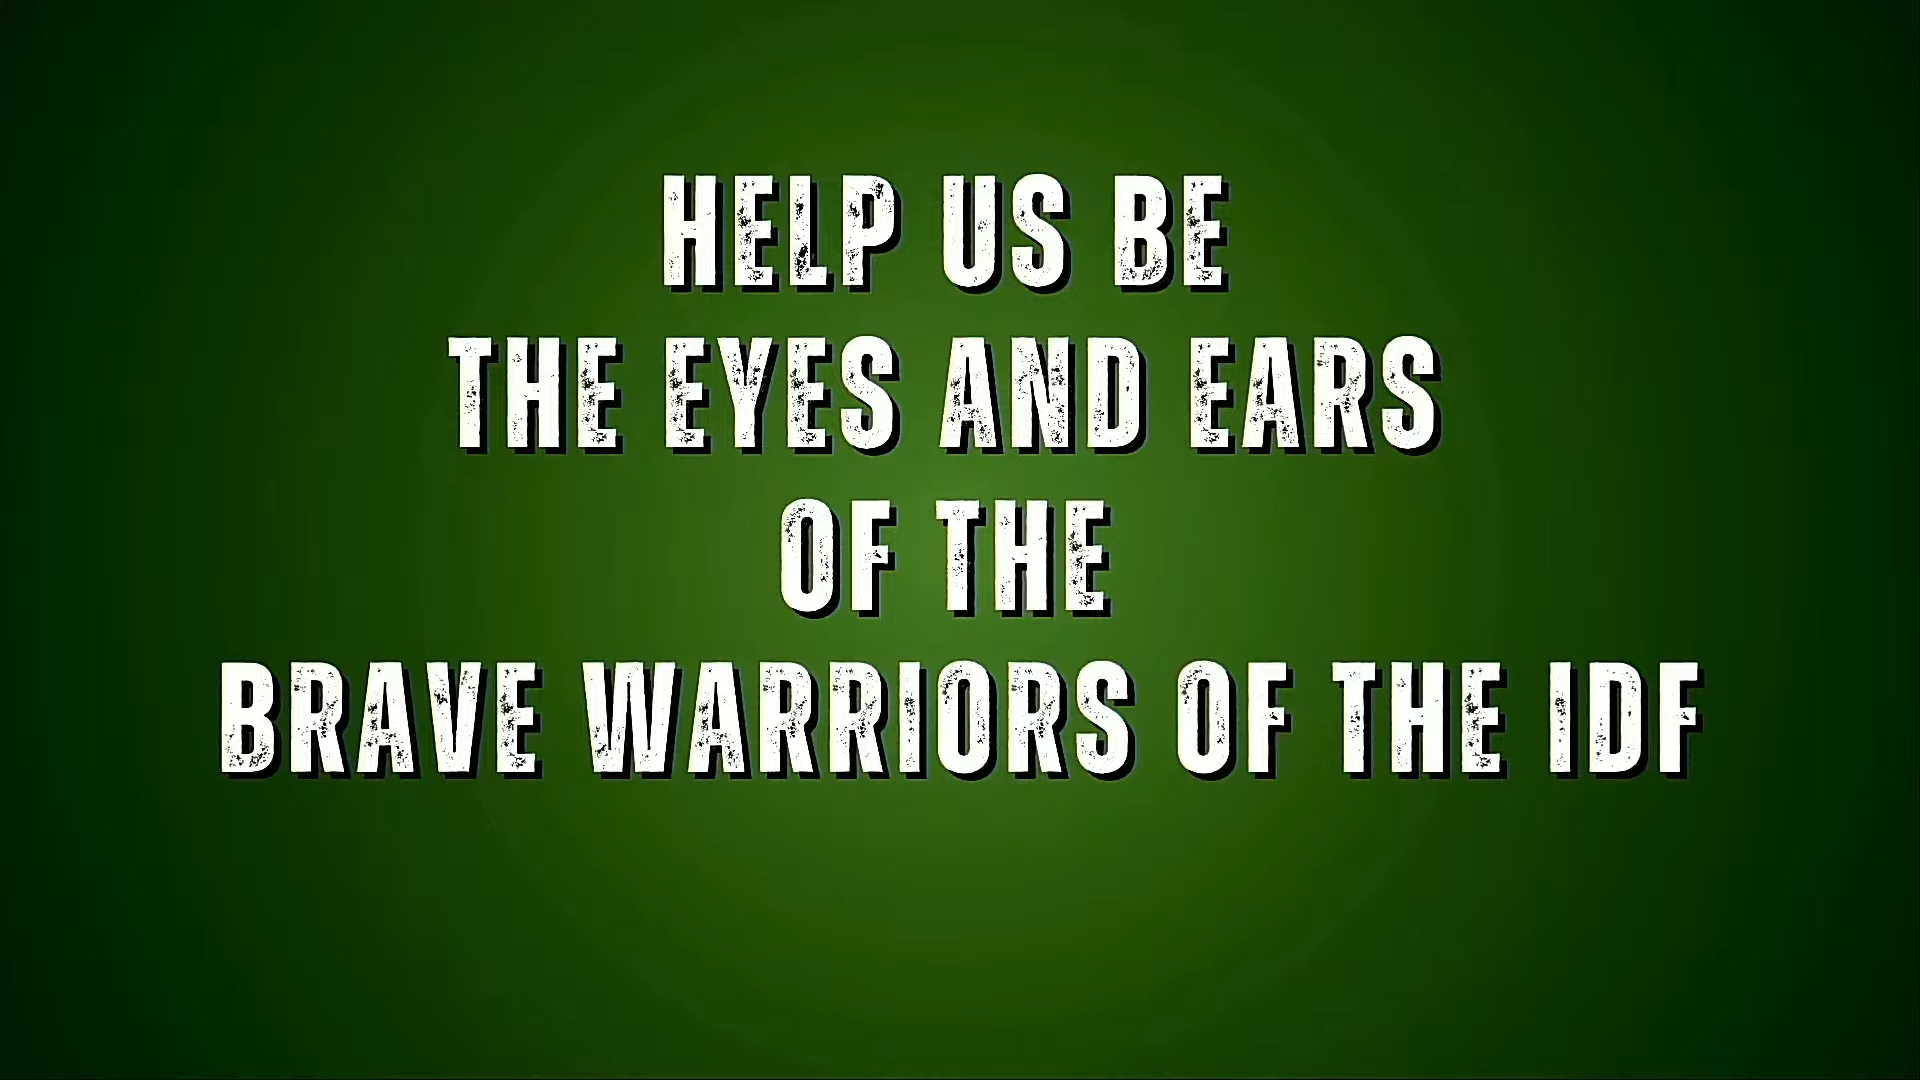 HELP US BE
THE EYES AND EARS
OF THE
BRAVE WARRIORS OF THE IDF